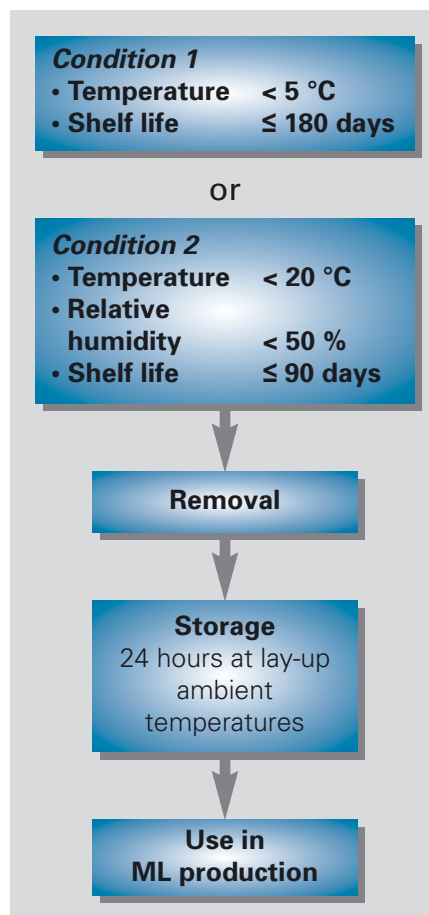 Condition 1
• Temperature < 5 °C
• Shelf life ≤ 180 days
or
Condition 2
• Temperature < 20 °C
• Relative
humidity < 50 %
• Shelf life ≤ 90 days
Removal
Storage
24 hours at lay-up
ambient
temperatures
Use in
ML production